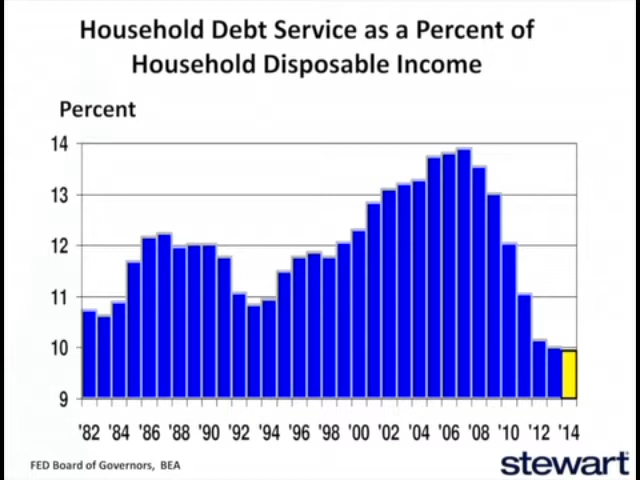 Household Debt Service as a Percent of
Household Disposable Income
Percent
14
13
12
11
10
9
'82 '84 '86 '88 '90 '92 '94 '96 '98 '00 '02 '04 '06 '08 '10 '12 '14
FED Board of Governors, BEA
stewart